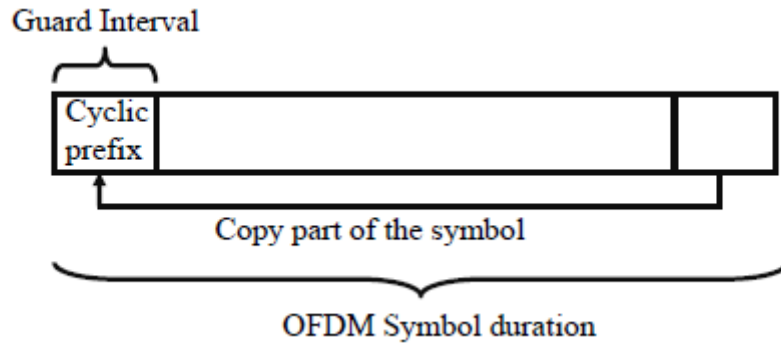 Guard Interval
Cyclic
prefix
Copy part of the symbol
OFDM Symbol duration